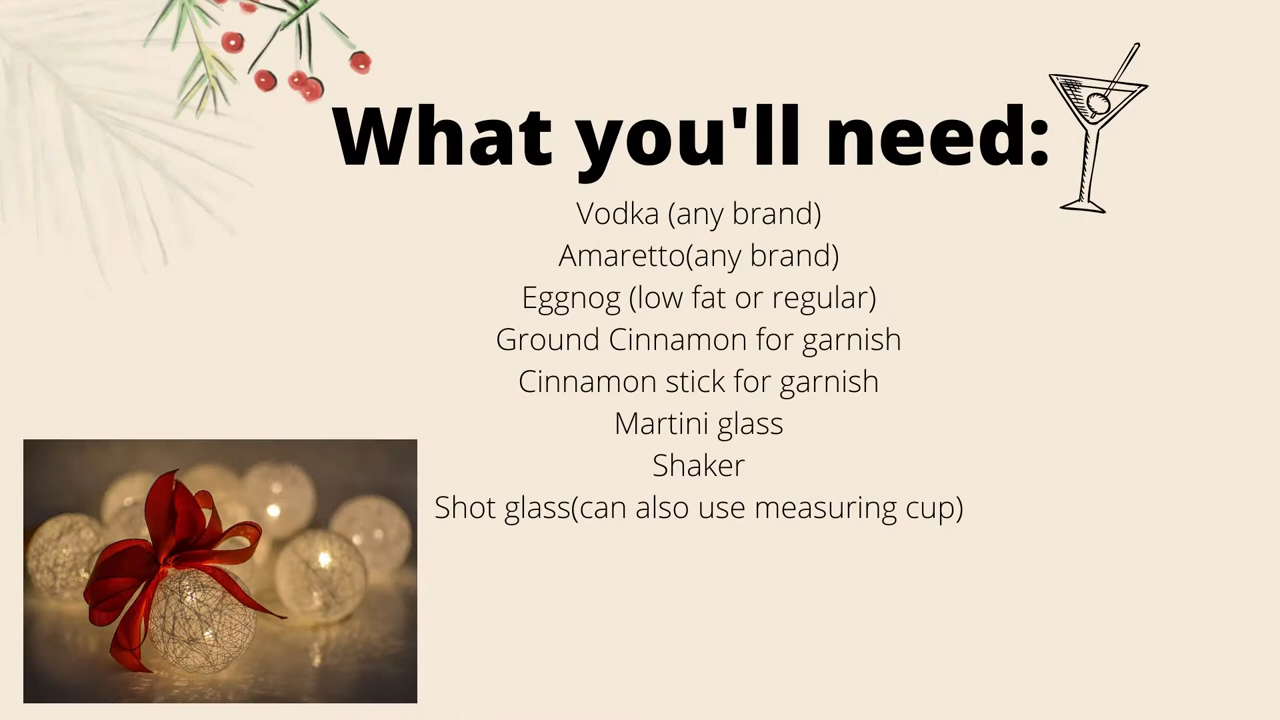 What you'll need:
Vodka (any brand)
Amaretto(any brand)
Eggnog (low fat or regular)
Ground Cinnamon for garnish
Cinnamon stick for garnish
Martini glass
Shaker
Shot glass(can also use measuring cup)